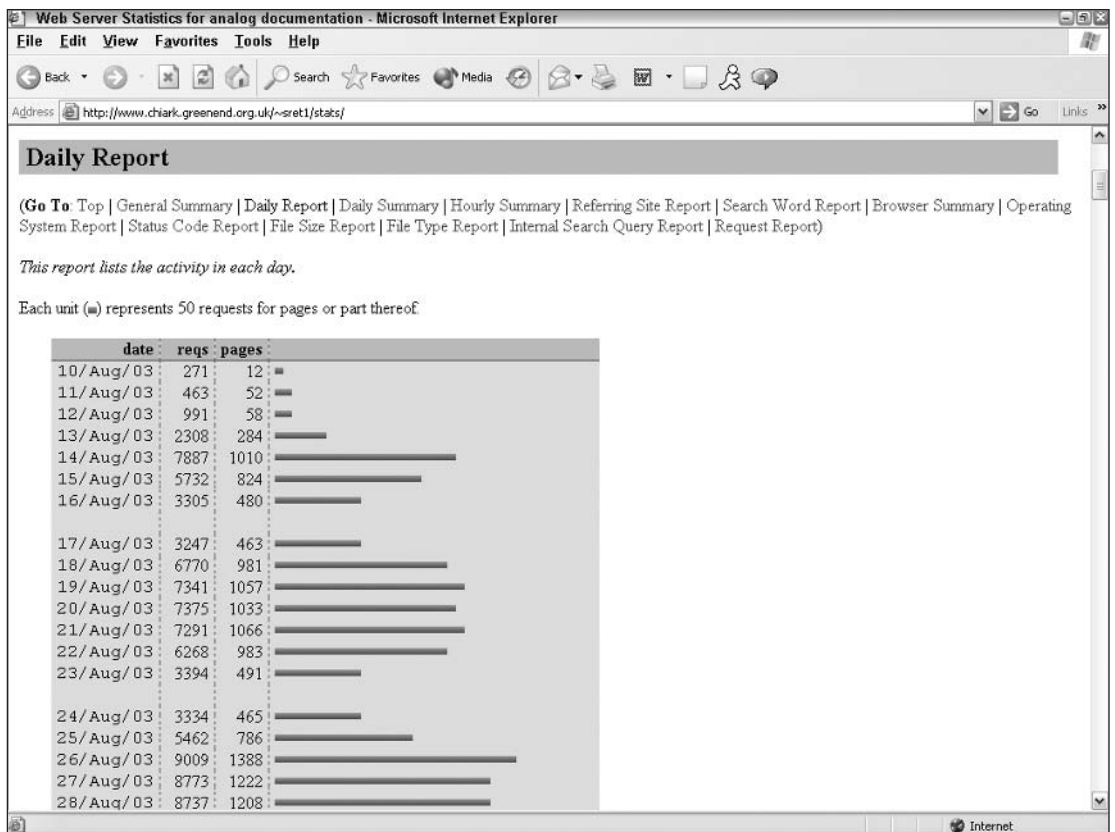 Web Server Statistics for analog documentation - Microsoft Internet Explorer
File Edit View Favorites Tools Help
Back Search Favorites Media
Address http://www.chiark.greenend.org.uk/~sret1/stats/ Go Links »
Daily Report
(Go To: Top | General Summary | Daily Report | Daily Summary | Hourly Summary | Referring Site Report | Search Word Report | Browser Summary | Operating
System Report | Status Code Report | File Size Report | File Type Report | Internal Search Query Report | Request Report)
This report lists the activity in each day.
Each unit ( ) represents 50 requests for pages or part thereof.
date reqs pages
10/Aug/03 271 12
11/Aug/03 463 52
12/Aug/03 991 58
13/Aug/03 2308 284
14/Aug/03 7887 1010
15/Aug/03 5732 824
16/Aug/03 3305 480
17/Aug/03 3247 463
18/Aug/03 6770 981
19/Aug/03 7341 1057
20/Aug/03 7375 1033
21/Aug/03 7291 1066
22/Aug/03 6268 983
23/Aug/03 3394 491
24/Aug/03 3334 465
25/Aug/03 5462 786
26/Aug/03 9009 1388
27/Aug/03 8773 1222
28/Aug/03 8737 1208
Internet